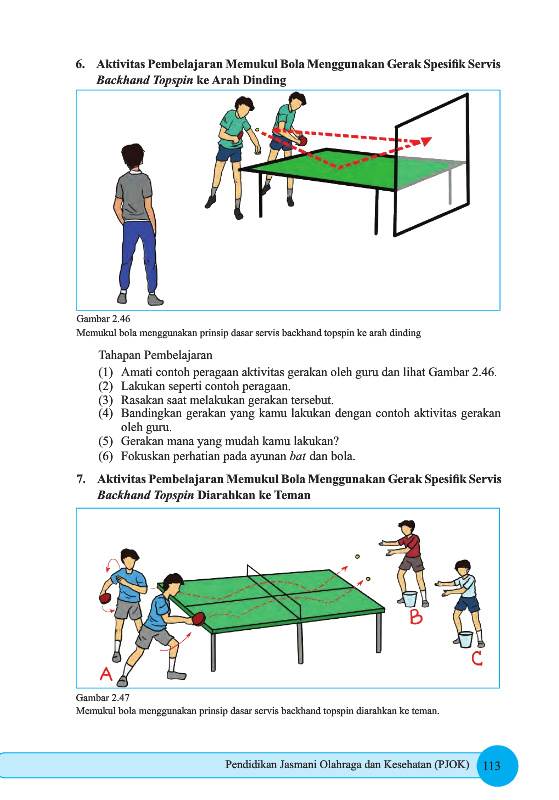 6. Aktivitas Pembelajaran Memukul Bola Menggunakan Gerak Spesifik Servis
Backhand Topspin ke Arah Dinding
Gambar 2.46
Memukul bola menggunakan prinsip dasar servis backhand topspin ke arah dinding
Tahapan Pembelajaran
(1) Amati contoh peragaan aktivitas gerakan oleh guru dan lihat Gambar 2.46.
(2) Lakukan seperti contoh peragaan.
(3) Rasakan saat melakukan gerakan tersebut.
(4) Bandingkan gerakan yang kamu lakukan dengan contoh aktivitas gerakan
oleh guru.
(5) Gerakan mana yang mudah kamu lakukan?
(6) Fokuskan perhatian pada ayunan bat dan bola.
7. Aktivitas Pembelajaran Memukul Bola Menggunakan Gerak Spesifik Servis
Backhand Topspin Diarahkan ke Teman
A
B
C
Gambar 2.47
Memukul bola menggunakan prinsip dasar servis backhand topspin diarahkan ke teman.
Pendidikan Jasmani Olahraga dan Kesehatan (PJOK) 113